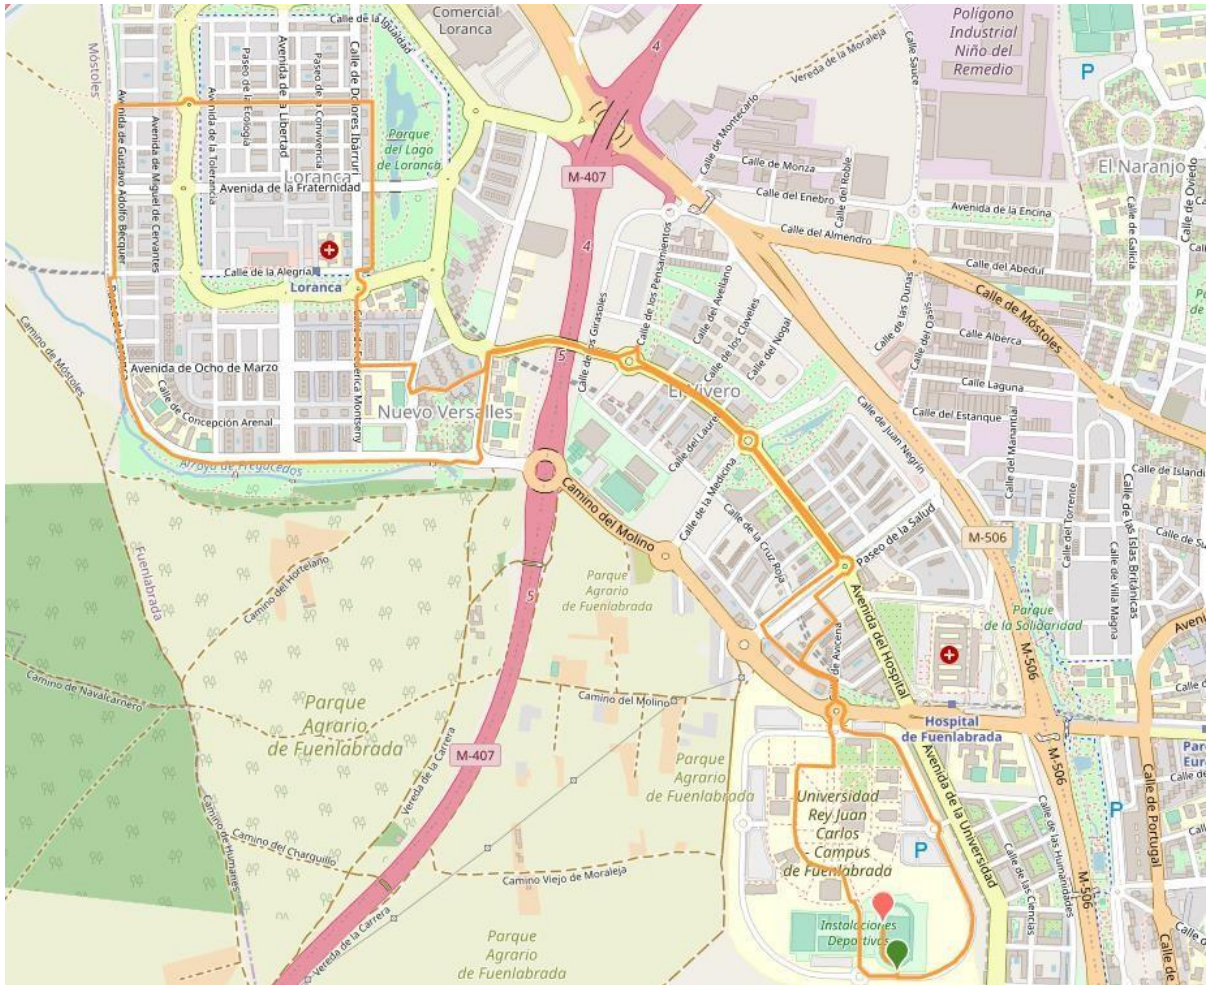 Calle de la Igualdad
Comercial
Loranca
Polígono
Industrial
Niño del
Remedio
P
Móstoles
Avenida de Gustavo Adolfo Bécquer
Avenida de Miguel de Cervantes
Avenida de la Tolerancia
Paseo de la Ecología
Avenida de la Libertad
Paseo de la Convivencia
Calle de Dolores Ibárruri
Parque
del Lago
de Loranca
Loranca
Avenida de la Fraternidad
Calle de la Alegría
Loranca
4
M-407
4
5
5
Vereda de la Moraleja
Calle Sauce
Calle de Montecarlo
Calle de Monza
Calle del Enebro
Calle del Roble
Calle del Almendro
Avenida de la Encina
El Naranjo
Calle de Oviedo
Calle de Galicia
Calle del Abedul
Calle de Móstoles
Calle de los Pensamientos
Calle del Avellano
Calle de los Claveles
Calle del Nogal
Calle de los Girasoles
Calle de las Dunas
Calle del Oasis
Calle Alberca
Calle Laguna
Calle del Estanque
Calle del Manantial
Calle de Juan Negrín
Camino de Móstoles
Paseo de Loranca
Avenida de Ocho de Marzo
Calle de Concepción Arenal
Calle de Federica Montseny
Nuevo Versalles
Arroyo de Fregacedos
El Vivero
Calle del Laurel
Calle de la Medicina
Calle de la Cruz Roja
Paseo de la Salud
M-506
Calle del Torrente
Calle de Villa Magna
Calle de las Islas Británicas
Camino del Molino
Fuenlabrada
Camino del Hortelano
Parque
Agrario
de Fuenlabrada
Parque
de la Solidaridad
Avenida del Hospital
de Avicena
M-506
Camino de Navalcarnero
Parque
Agrario
de Fuenlabrada
Camino del Molino
Hospital
de Fuenlabrada
M-407
Vereda de la Carrera
Parque
Agrario
de Fuenlabrada
M-506
Universidad
Rey Juan
Carlos
Campus
de Fuenlabrada
P
P
Avenida de la Universidad
Calle de las Humanidades
Calle de las Ciencias
Calle de Portugal
M-506
Camino de Humanes
Camino del Charquillo
Camino Viejo de Moraleja
Vereda de la Carrera
Parque
Agrario
de Fuenlabrada
Instalaciones
Deportivas